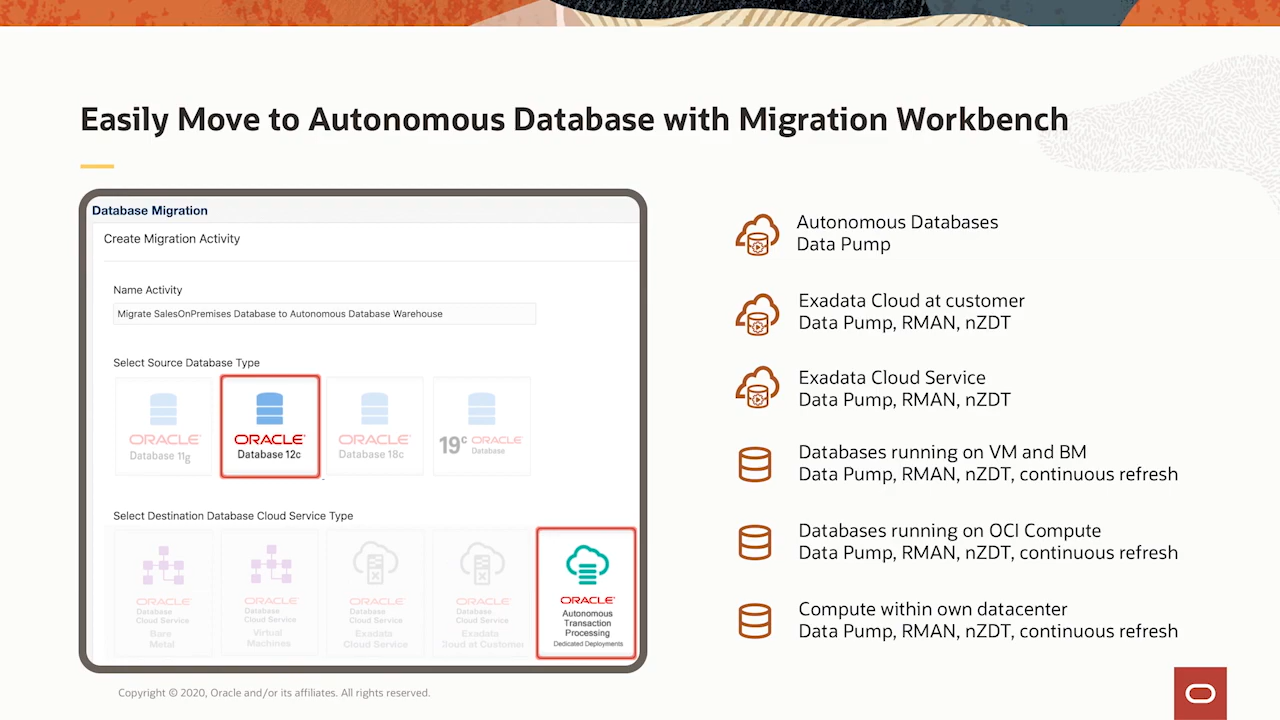 Easily Move to Autonomous Database with Migration Workbench
Database Migration
Create Migration Activity
Name Activity
Migrate SalesOnPremises Database to Autonomous Database Warehouse
Select Source Database Type
ORACLE
Database 11g
ORACLE
Database 12c
ORACLE
Database 18c
19c ORACLE
Database
Select Destination Database Cloud Service Type
ORACLE
Database
Cloud Service
Bare
Metal
ORACLE
Database
Cloud Service
Virtual
Machines
ORACLE
Database
Cloud Service
Exadata
Cloud Service
ORACLE
Database
Cloud Service
Exadata
Cloud at Customer
ORACLE
Autonomous
Transaction
Processing
Dedicated Deployments
Autonomous Databases
Data Pump
Exadata Cloud at customer
Data Pump, RMAN, nZDT
Exadata Cloud Service
Data Pump, RMAN, nZDT
Databases running on VM and BM
Data Pump, RMAN, nZDT, continuous refresh
Databases running on OCI Compute
Data Pump, RMAN, nZDT, continuous refresh
Compute within own datacenter
Data Pump, RMAN, nZDT, continuous refresh
Copyright © 2020, Oracle and/or its affiliates. All rights reserved.